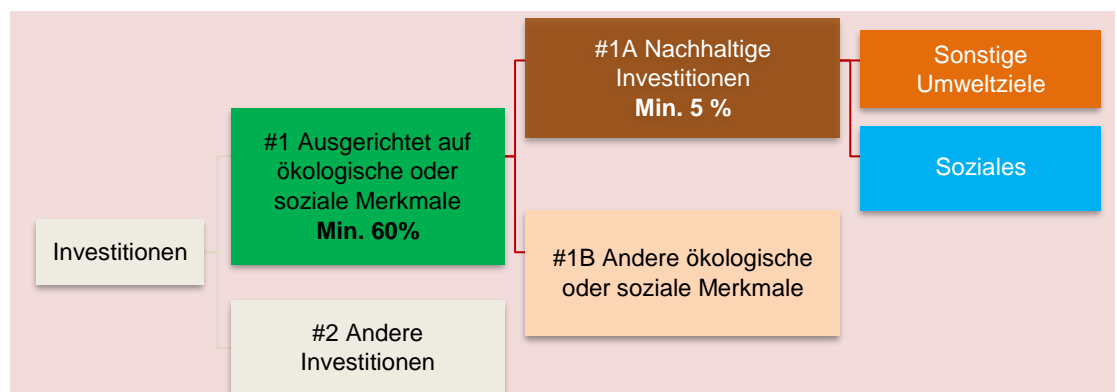 Investitionen
#1 Ausgerichtet auf
ökologische oder
soziale Merkmale
Min. 60%
#2 Andere
Investitionen
#1A Nachhaltige
Investitionen
Min. 5 %
#1B Andere ökologische
oder soziale Merkmale
Sonstige
Umweltziele
Soziales